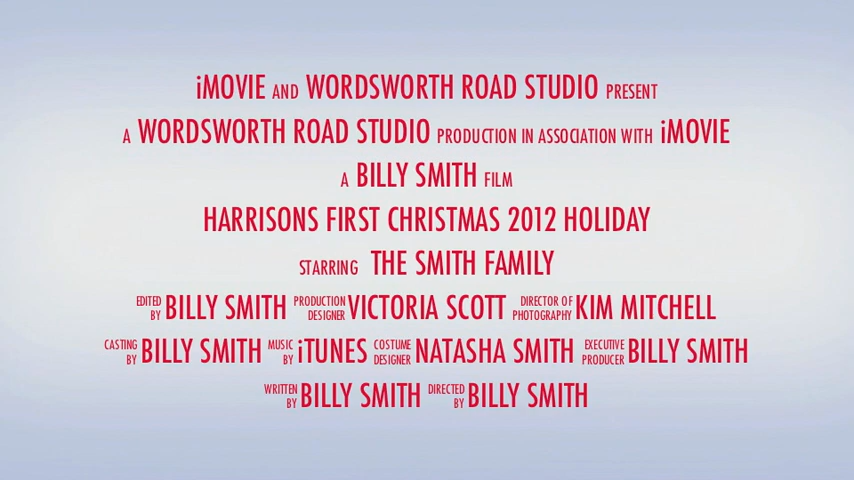 iMOVIE AND WORDSWORTH ROAD STUDIO PRESENT
A WORDSWORTH ROAD STUDIO PRODUCTION IN ASSOCIATION WITH iMOVIE
A BILLY SMITH FILM
HARRISONS FIRST CHRISTMAS 2012 HOLIDAY
STARRING THE SMITH FAMILY
EDITED BY BILLY SMITH PRODUCTION DESIGNER VICTORIA SCOTT DIRECTOR OF PHOTOGRAPHY KIM MITCHELL
CASTING BY BILLY SMITH MUSIC BY iTUNES COSTUME DESIGNER NATASHA SMITH EXECUTIVE PRODUCER BILLY SMITH
WRITTEN BY BILLY SMITH DIRECTED BY BILLY SMITH